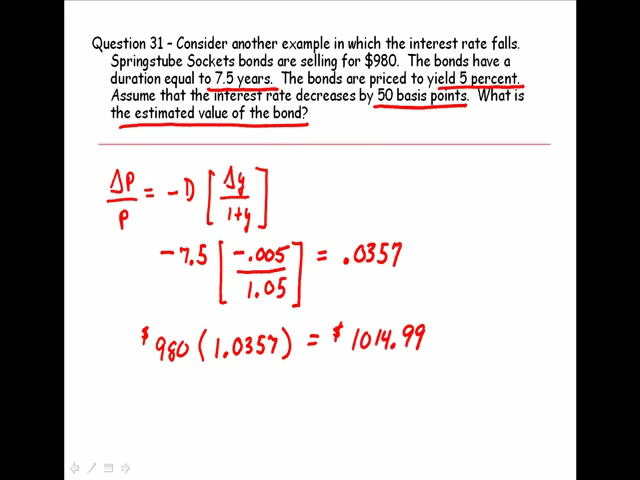 Question 31 – Consider another example in which the interest rate falls.
Springstube Sockets bonds are selling for $980. The bonds have a
duration equal to 7.5 years. The bonds are priced to yield 5 percent.
Assume that the interest rate decreases by 50 basis points. What is
the estimated value of the bond?
ΔP/P = -D [Δy/1+y]
-7.5 [-.005/1.05] = .0357
$980 (1.0357) = $1014.99